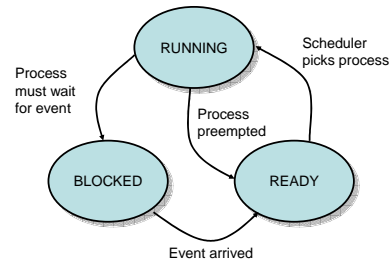 RUNNING
Scheduler
picks process
Process
must wait
for event
Process
preempted
BLOCKED
READY
Event arrived